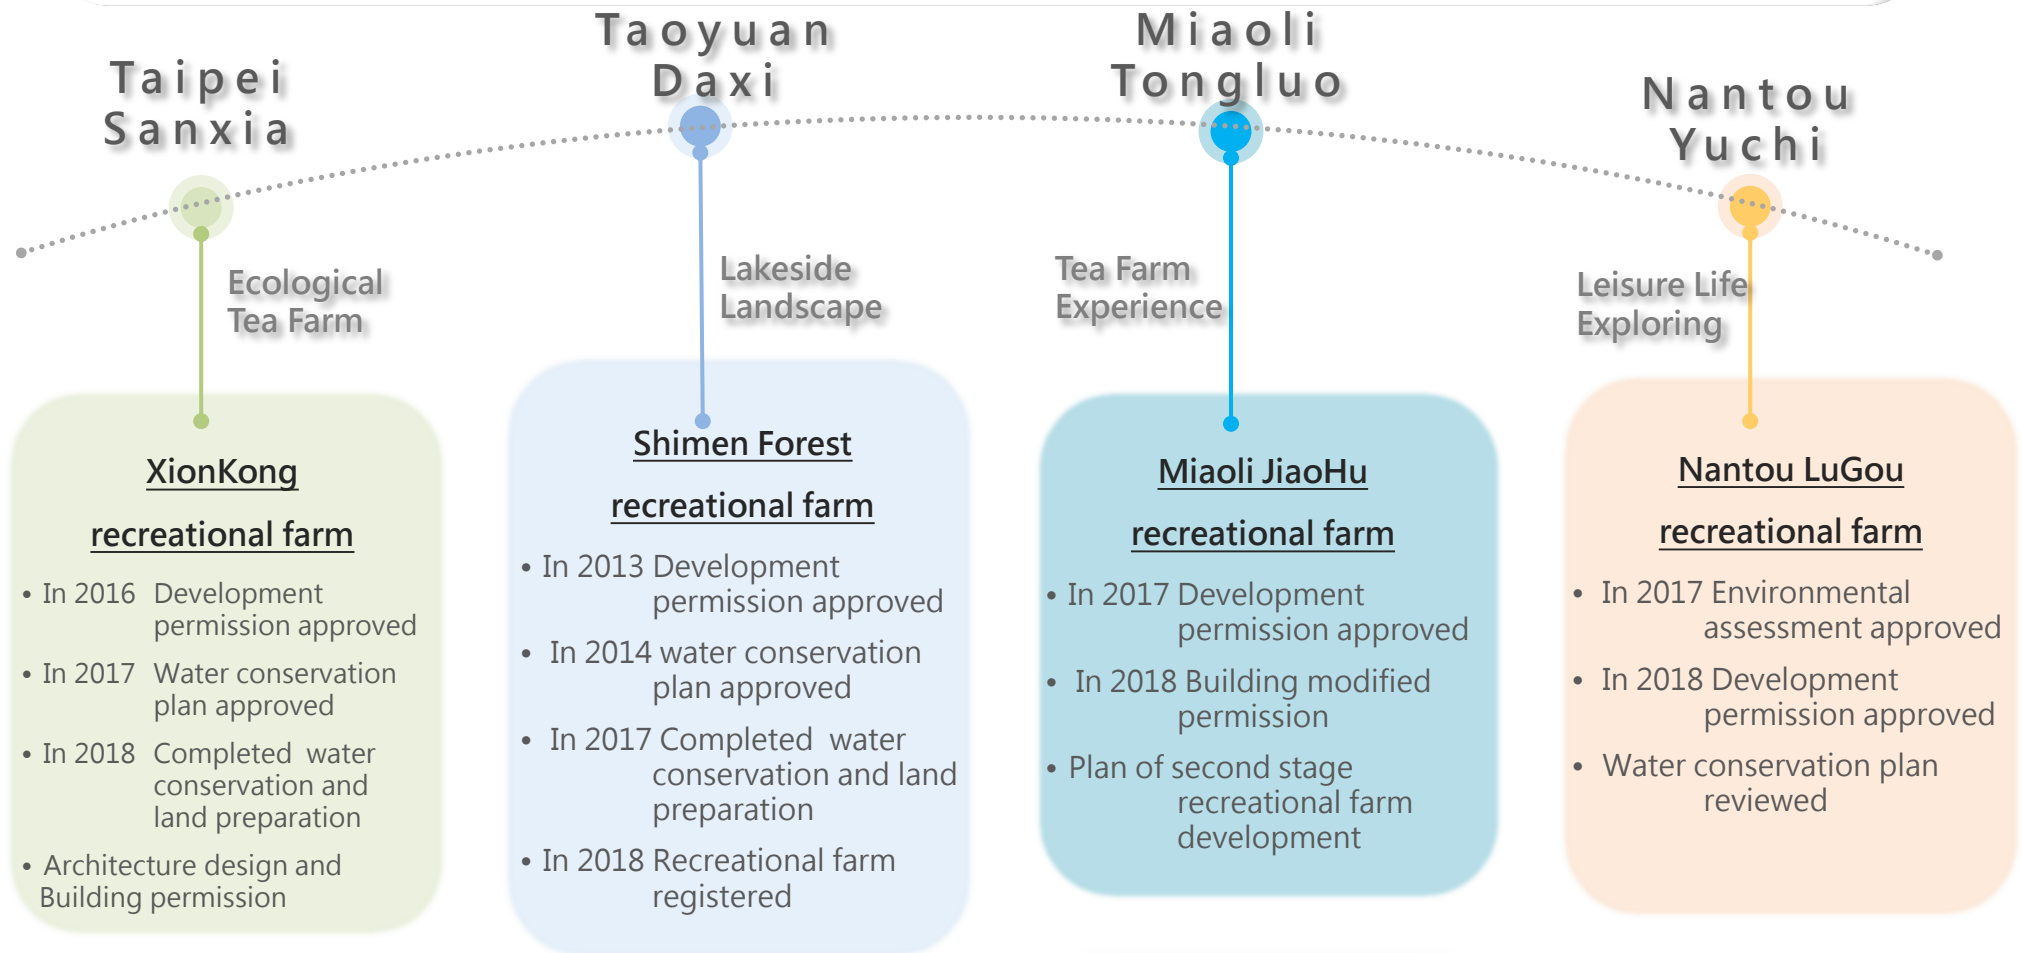 Taipei
Sanxia
Ecological
Tea Farm
XionKong
recreational farm
• In 2016 Development
permission approved
• In 2017 Water conservation
plan approved
• In 2018 Completed water
conservation and
land preparation
• Architecture design and
Building permission
Taoyuan
Daxi
Lakeside
Landscape
Shimen Forest
recreational farm
• In 2013 Development
permission approved
• In 2014 water conservation
plan approved
• In 2017 Completed water
conservation and land
preparation
• In 2018 Recreational farm
registered
Miaoli
Tongluo
Tea Farm
Experience
Miaoli JiaoHu
recreational farm
• In 2017 Development
permission approved
• In 2018 Building modified
permission
• Plan of second stage
recreational farm
development
Nantou
Yuchi
Leisure Life
Exploring
Nantou LuGou
recreational farm
• In 2017 Environmental
assessment approved
• In 2018 Development
permission approved
• Water conservation plan
reviewed